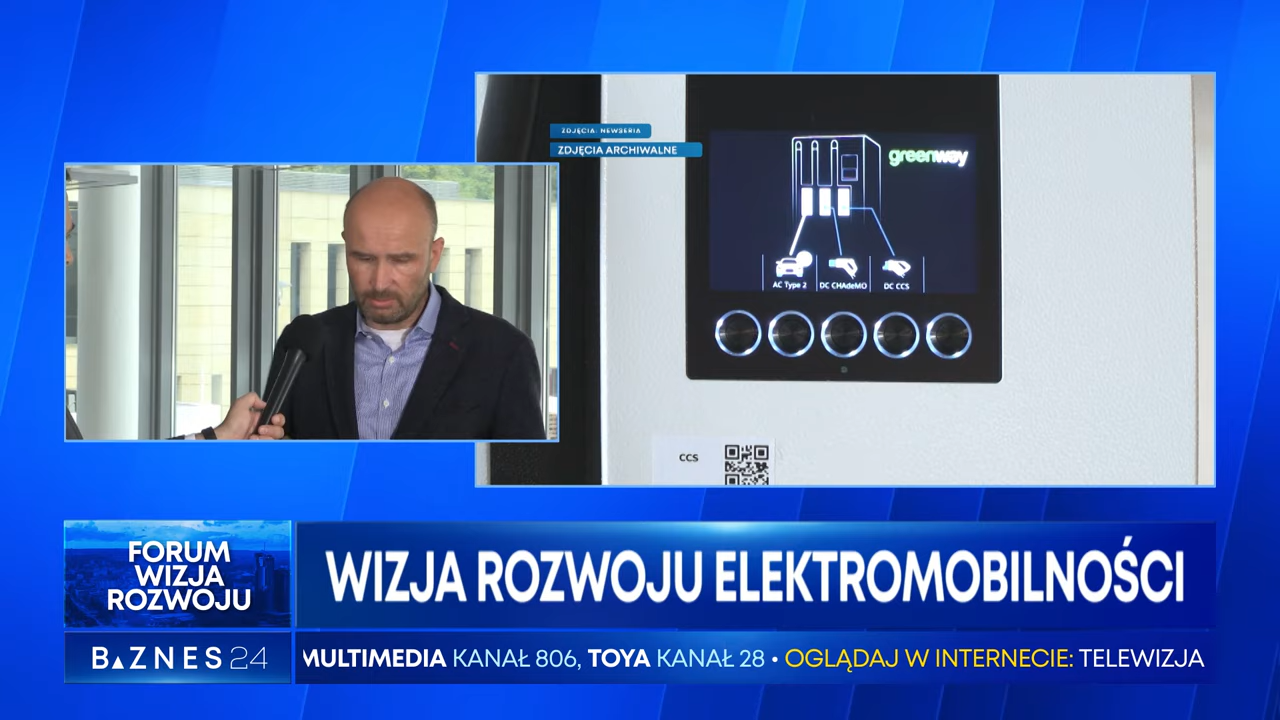 ZDJĘCIA: NEWSERIA
ZDJĘCIA ARCHIWALNE
greenway
AC Type 2
DC CHAdeMO
DC CCS
CCS
FORUM
WIZJA
ROZWOJU
WIZJA ROZWOJU ELEKTROMOBILNOŚCI
B▲ZNES24
MULTIMEDIA KANAŁ 806, TOYA KANAŁ 28 • OGLĄDAJ W INTERNECIE: TELEWIZJA